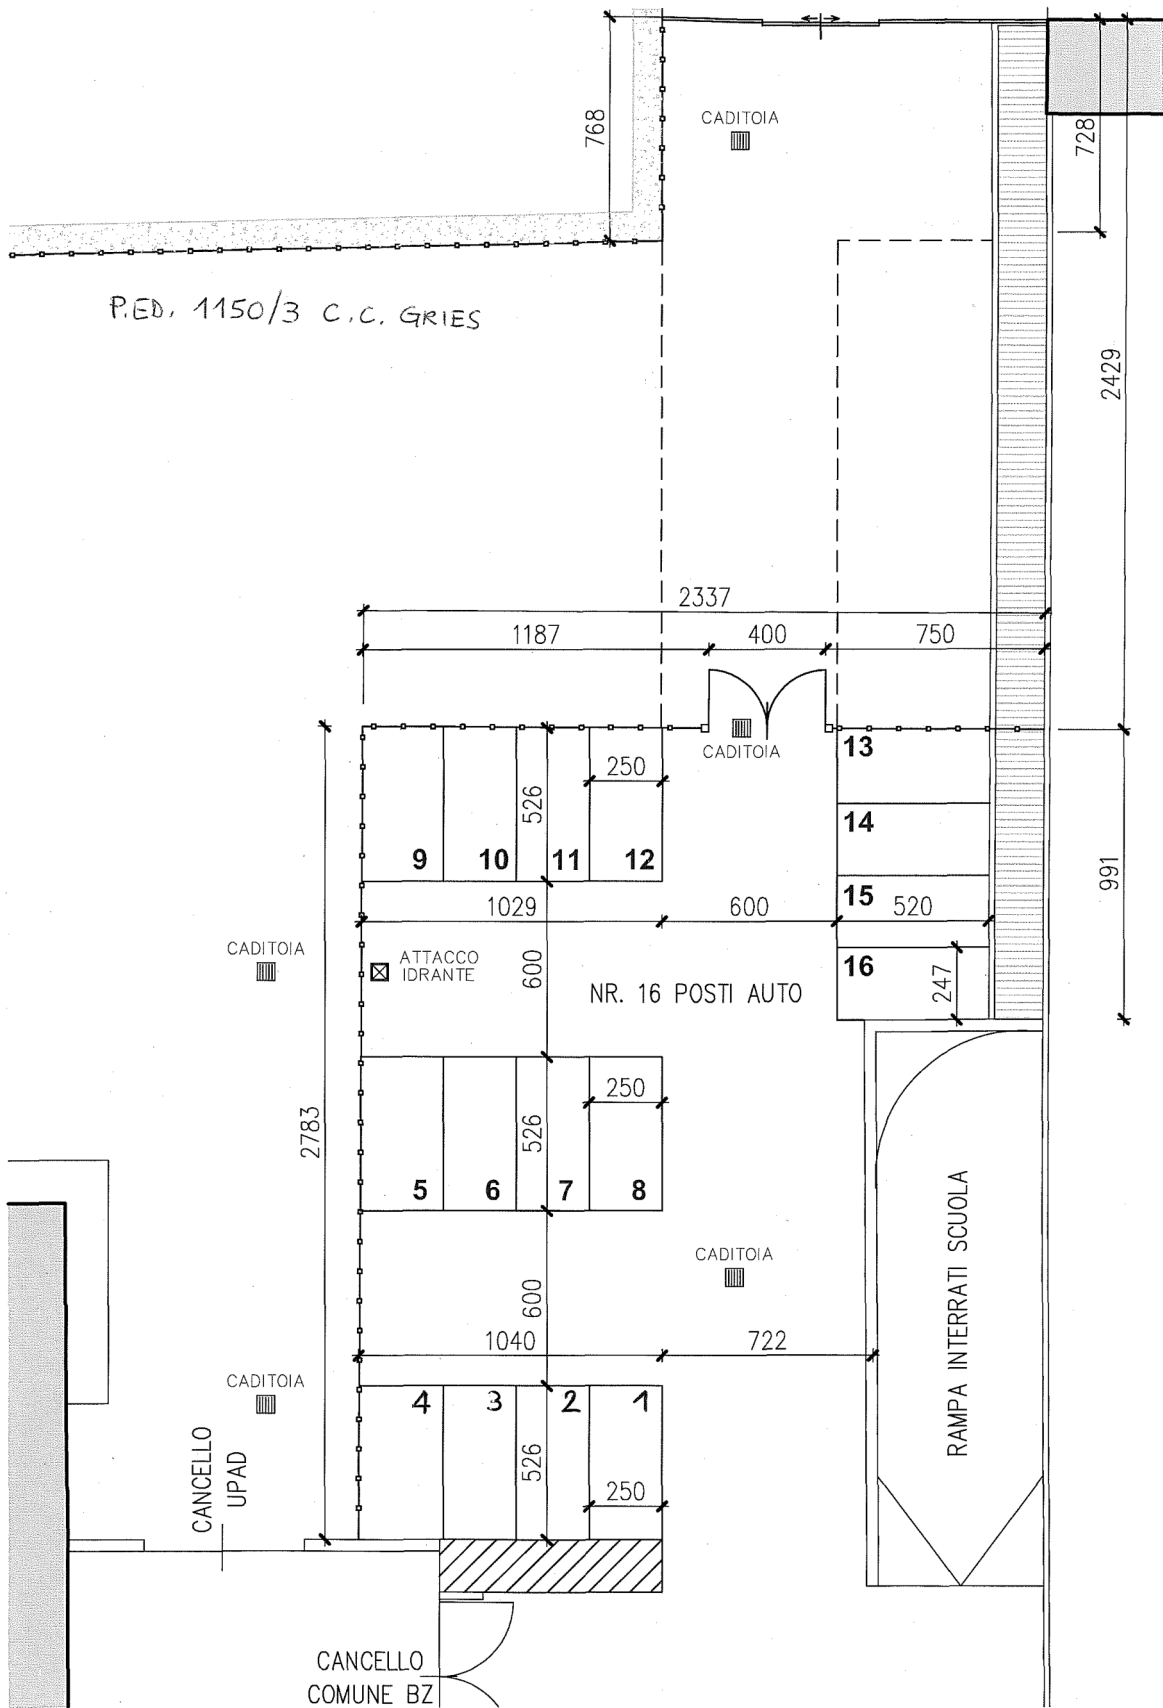 CADITOIA
768
728
P.ED. 1150/3 C.C. GRIES
2429
2337
1187
400
750
CADITOIA
13
250
526
14
9
10
11
12
991
15
1029
600
520
CADITOIA
ATTACCO
IDRANTE
600
16
247
NR. 16 POSTI AUTO
250
2783
526
5
6
7
8
RAMPA INTERRATI SCUOLA
CADITOIA
600
1040
722
CADITOIA
4
3
2
1
CANCELLO
UPAD
526
250
CANCELLO
COMUNE BZ